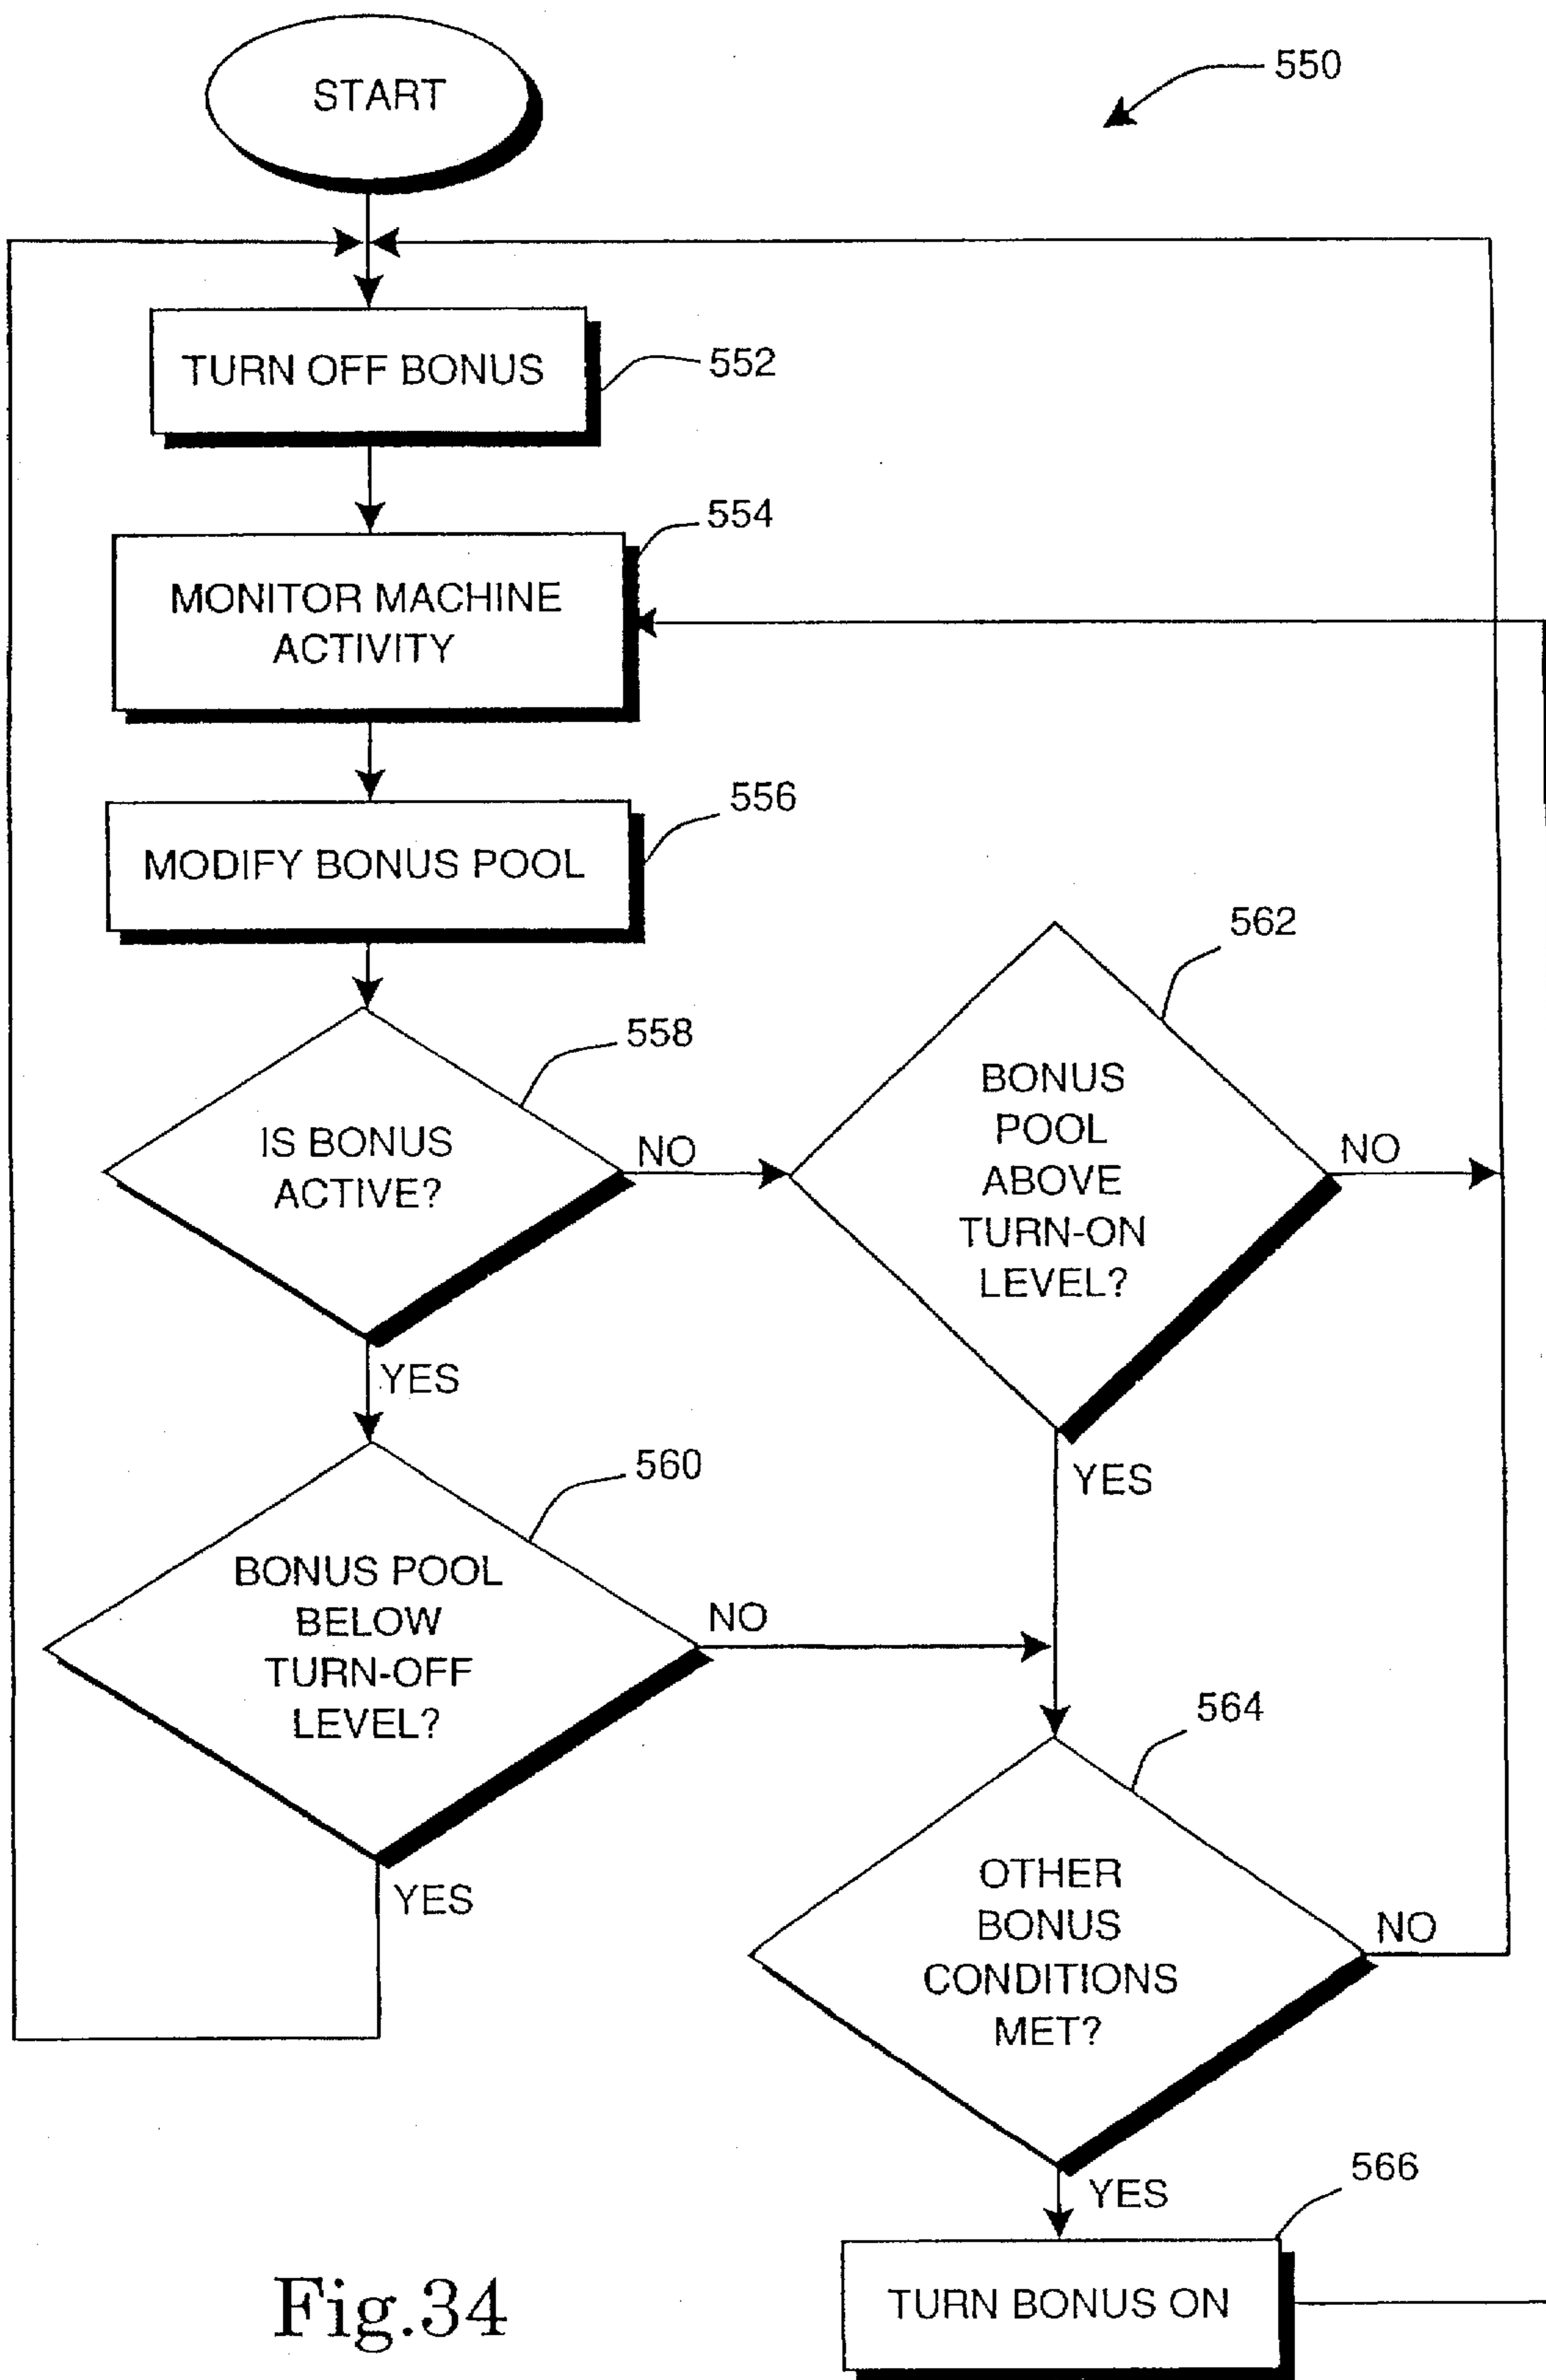 START
550
TURN OFF BONUS
552
554
MONITOR MACHINE
ACTIVITY
556
MODIFY BONUS POOL
562
558
BONUS
POOL
ABOVE
TURN-ON
LEVEL?
IS BONUS
ACTIVE?
NO
NO
YES
YES
560
BONUS POOL
BELOW
TURN-OFF
LEVEL?
NO
564
YES
OTHER
BONUS
CONDITIONS
MET?
NO
YES
566
TURN BONUS ON
Fig.34